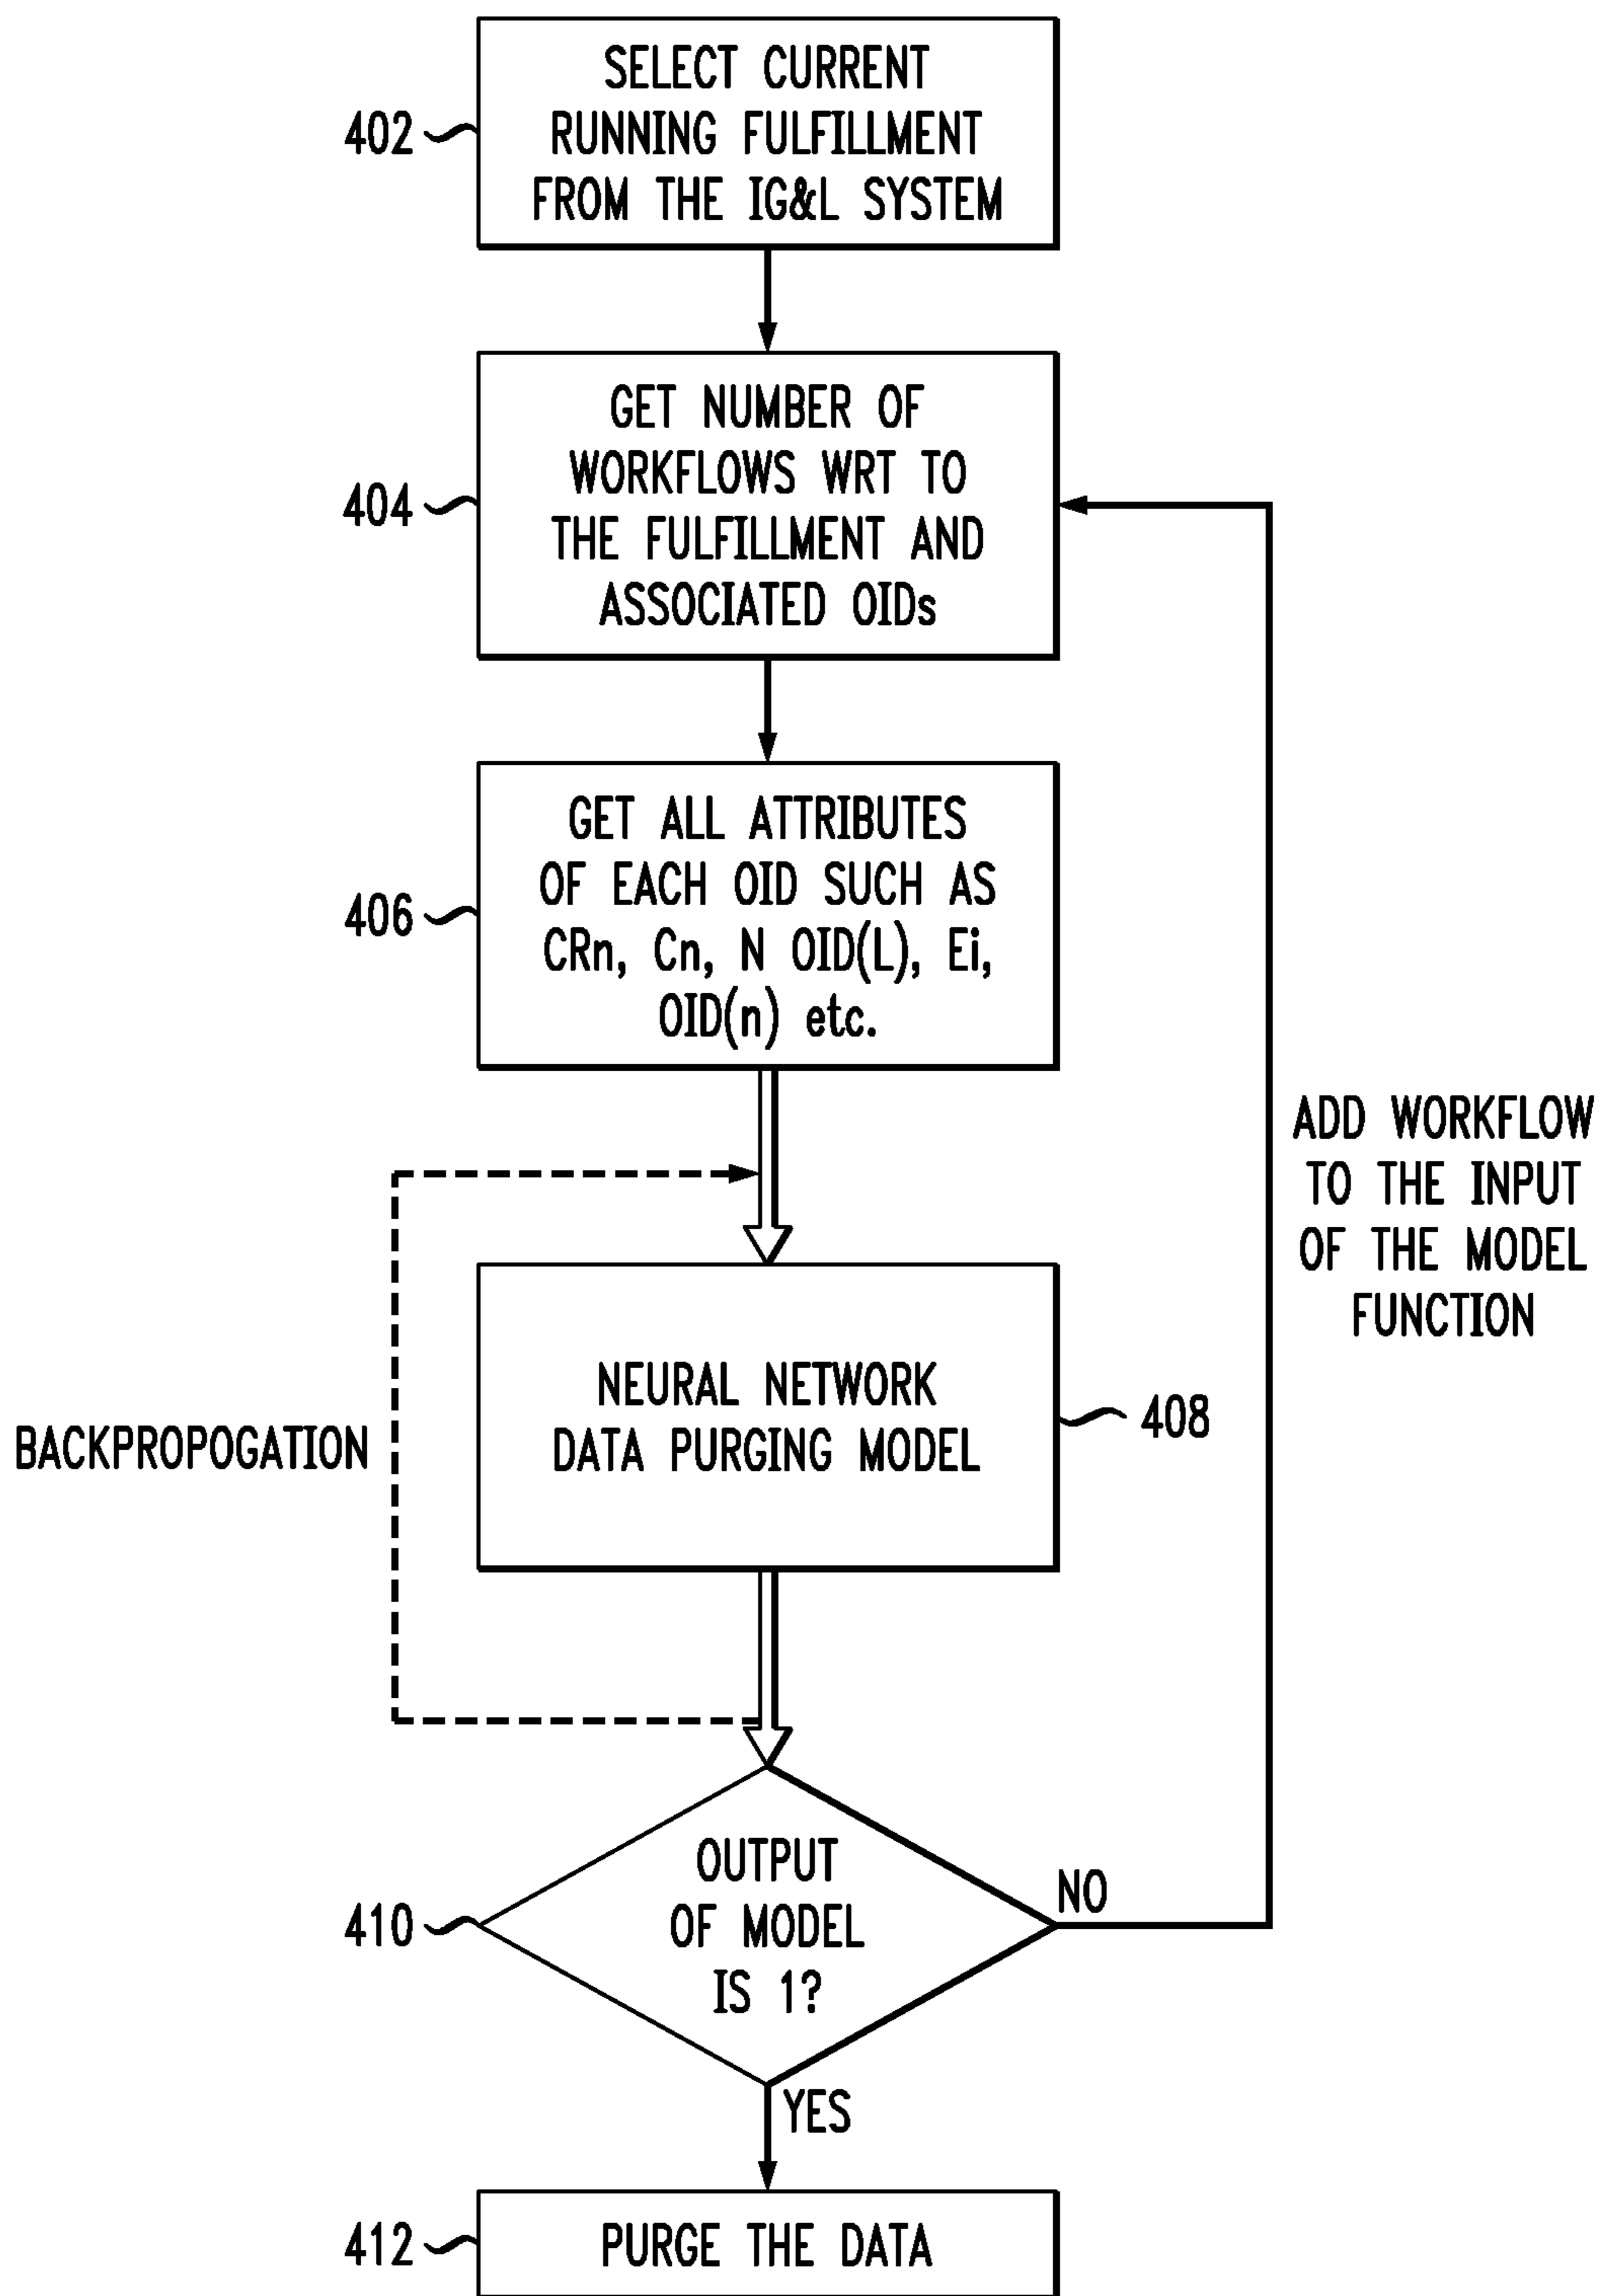 SELECT CURRENT
RUNNING FULFILLMENT
FROM THE IG&L SYSTEM
402
GET NUMBER OF
WORKFLOWS WRT TO
THE FULFILLMENT AND
ASSOCIATED OIDs
404
GET ALL ATTRIBUTES
OF EACH OID SUCH AS
CRn, Cn, N OID(L), Ei,
OID(n) etc.
406
ADD WORKFLOW
TO THE INPUT
OF THE MODEL
FUNCTION
NEURAL NETWORK
DATA PURGING MODEL
408
BACKPROPOGATION
OUTPUT
OF MODEL
IS 1?
410
NO
YES
412
PURGE THE DATA